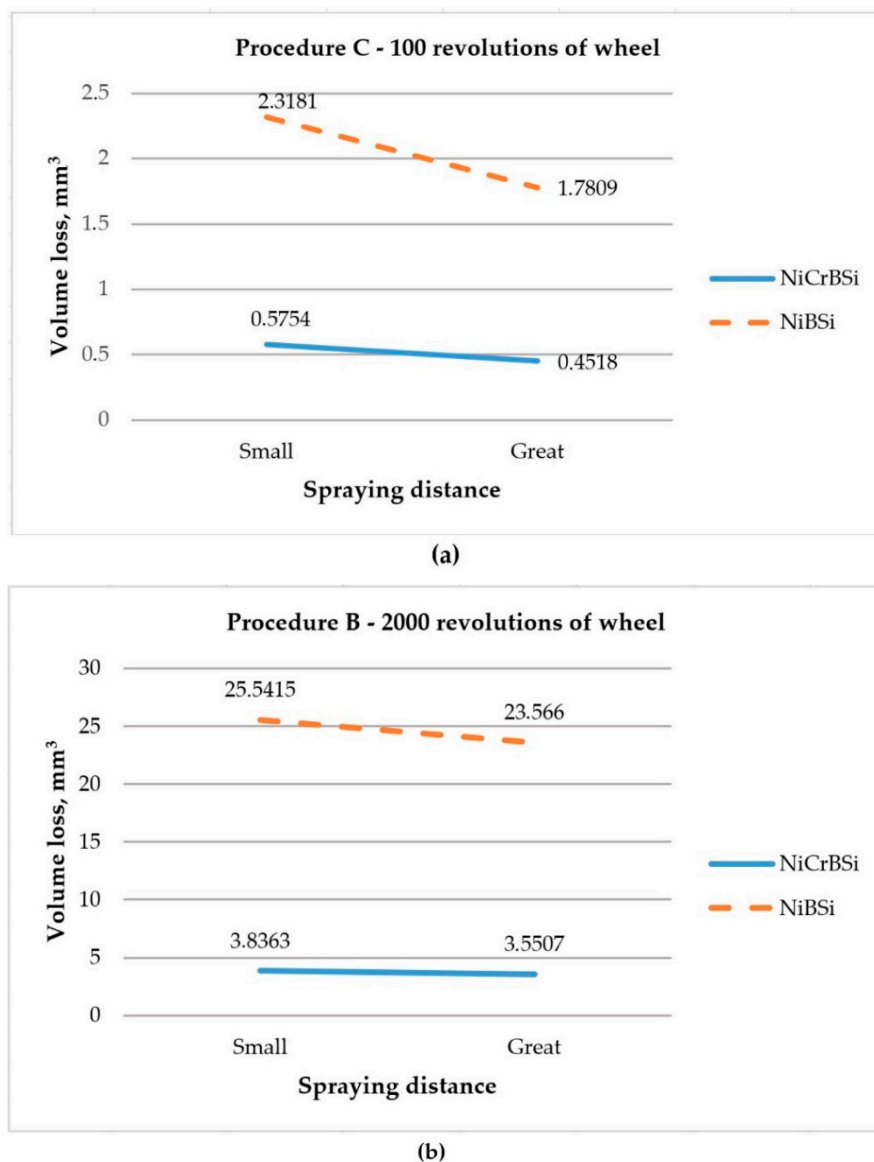 Procedure C - 100 revolutions of wheel
Volume loss, mm³
2.5
2
1.5
1
0.5
0
2.3181
1.7809
0.5754
0.4518
NiCrBSi
NiBSi
Small
Great
Spraying distance
(a)
Procedure B - 2000 revolutions of wheel
Volume loss, mm³
30
25
20
15
10
5
0
25.5415
23.566
3.8363
3.5507
NiCrBSi
NiBSi
Small
Great
Spraying distance
(b)